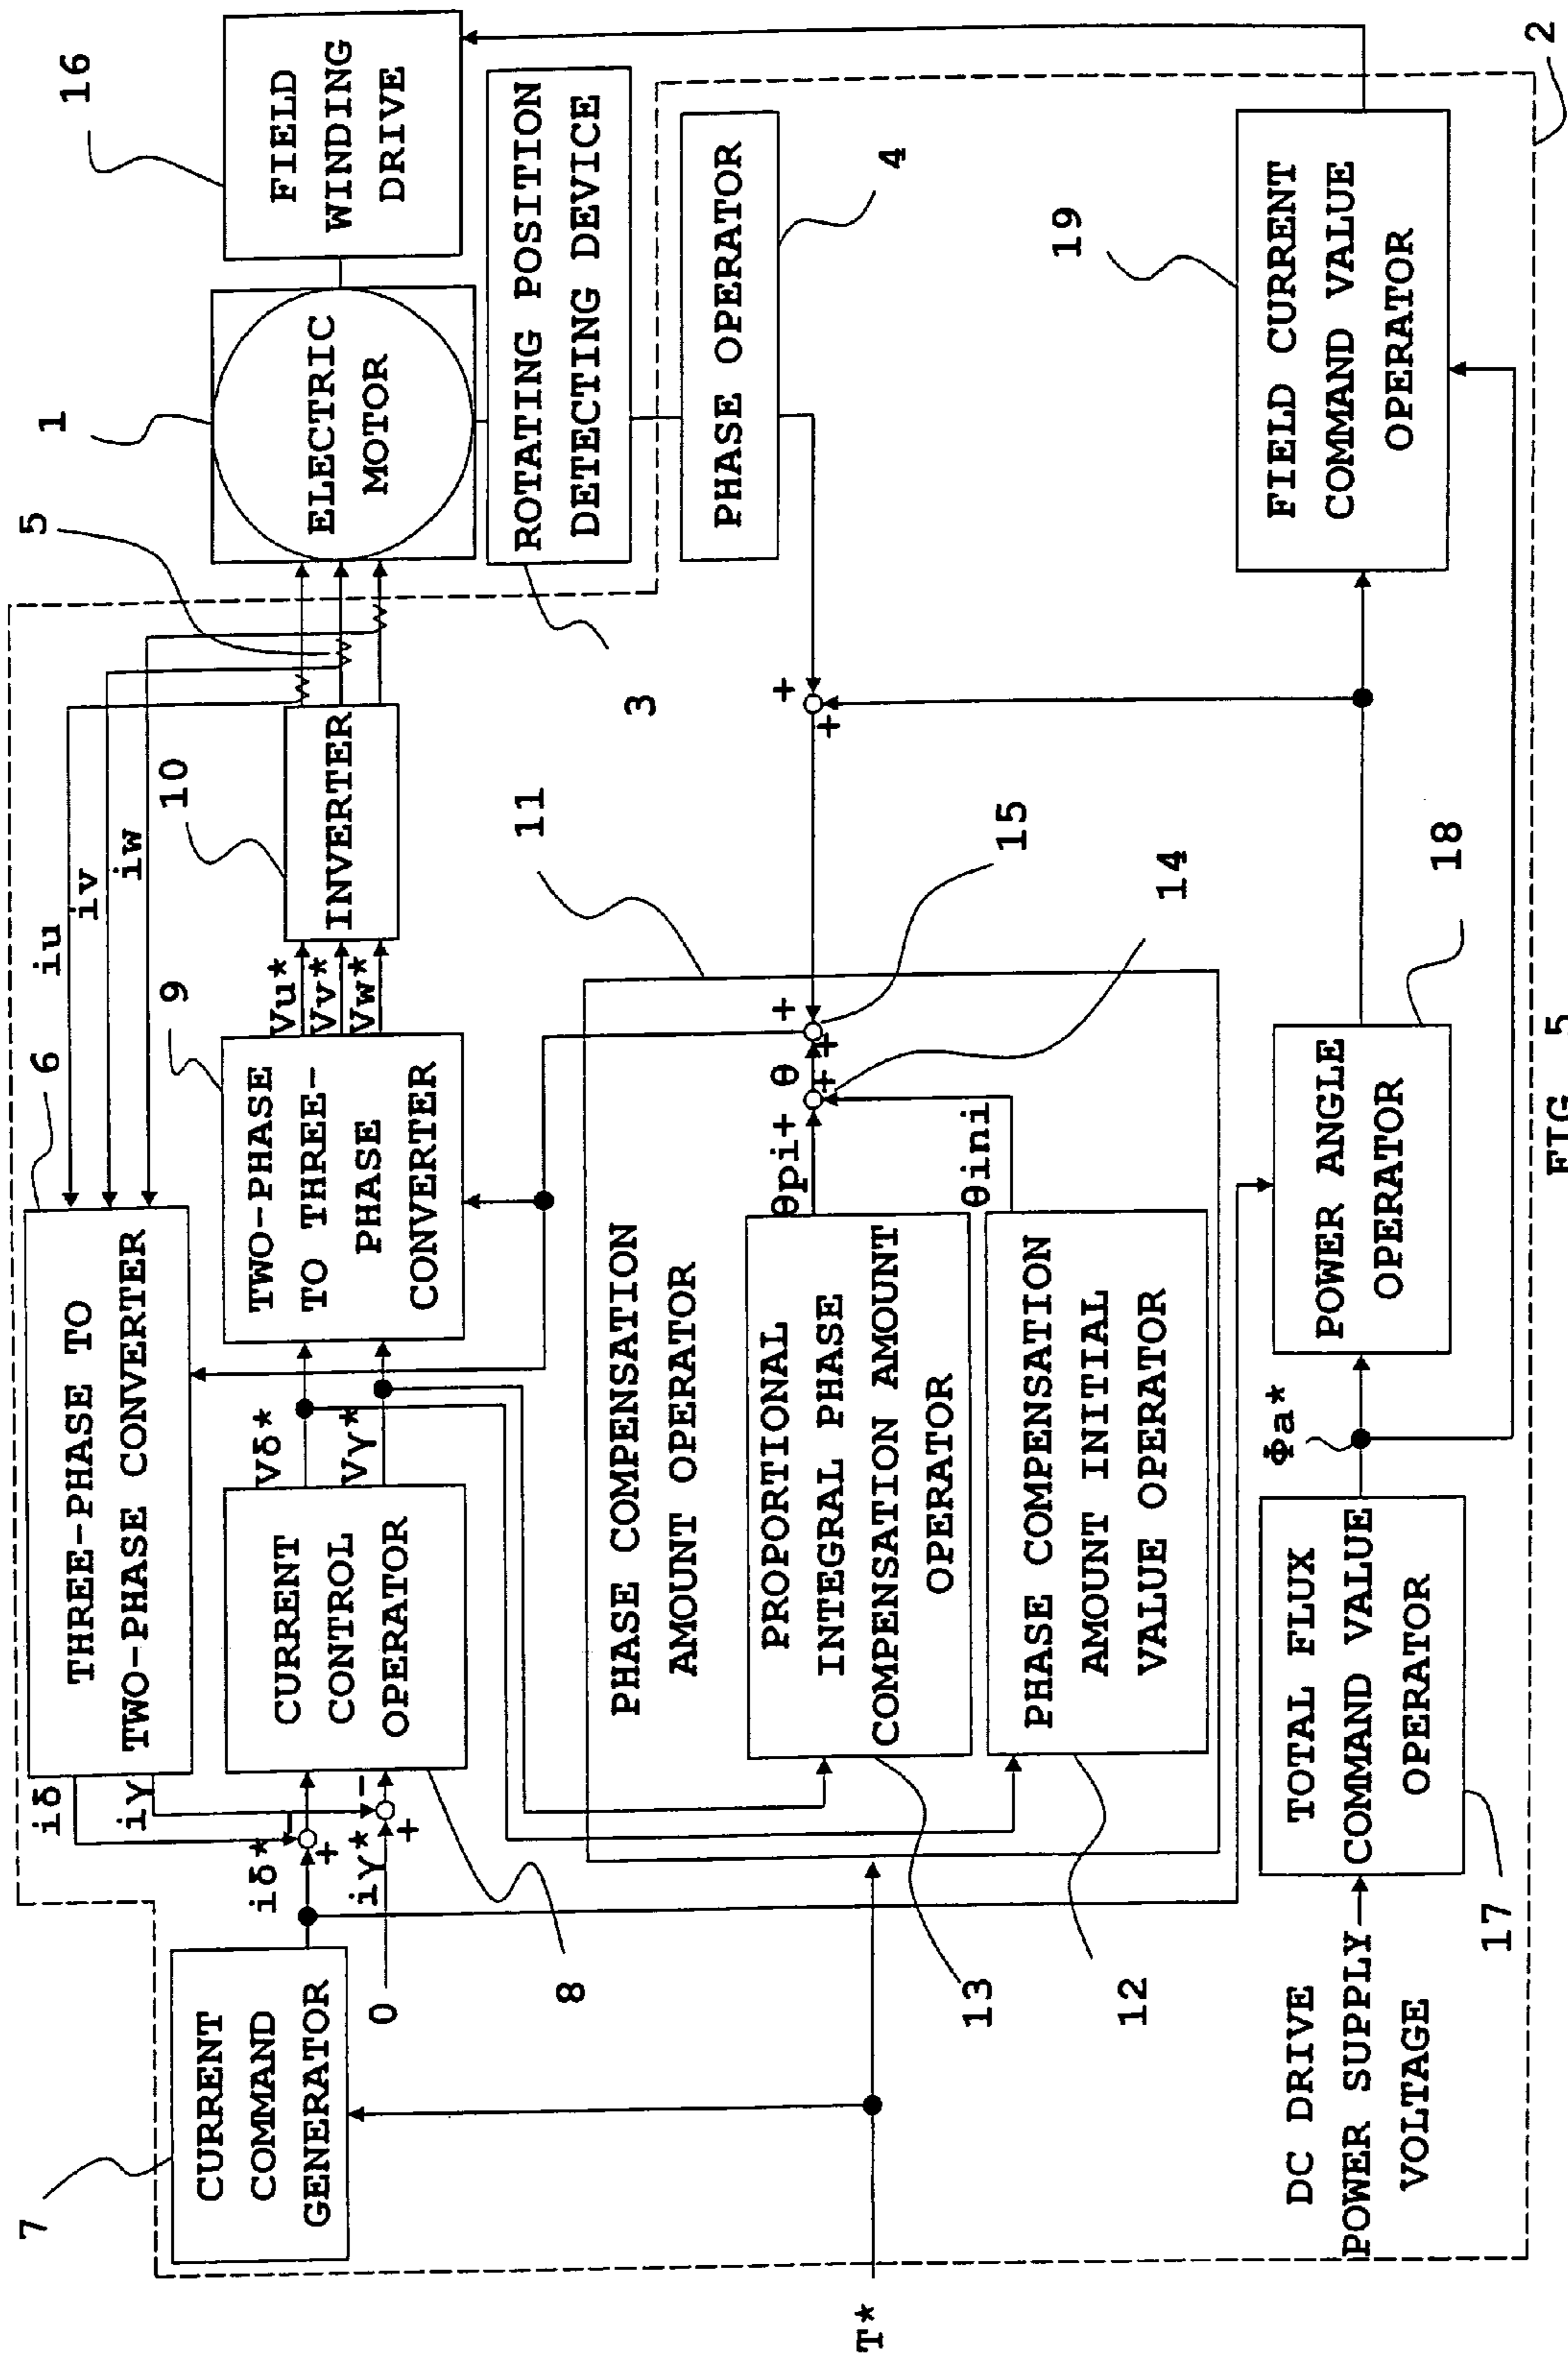 7
CURRENT
COMMAND
GENERATOR
T*
0
iδ*
iγ*
+
+
-
-
iδ
iγ
8
CURRENT
CONTROL
OPERATOR
Vδ*
Vγ*
6
THREE-PHASE TO
TWO-PHASE CONVERTER
iu
iv
iw
9
TWO-PHASE
TO THREE-
PHASE
CONVERTER
Vu*
Vv*
Vw*
10
INVERTER
5
1
ELECTRIC
MOTOR
16
FIELD
WINDING
DRIVE
ROTATING POSITION
DETECTING DEVICE
3
PHASE OPERATOR
4
+
+
11
PHASE COMPENSATION
AMOUNT OPERATOR
PROPORTIONAL
INTEGRAL PHASE
COMPENSATION AMOUNT
OPERATOR
13
θpi
+
+
θ
+
+
14
15
PHASE COMPENSATION
AMOUNT INITIAL
VALUE OPERATOR
12
θini
DC DRIVE
POWER SUPPLY
VOLTAGE
TOTAL FLUX
COMMAND VALUE
OPERATOR
17
Φa*
POWER ANGLE
OPERATOR
18
19
FIELD CURRENT
COMMAND VALUE
OPERATOR
2
FIG. 5